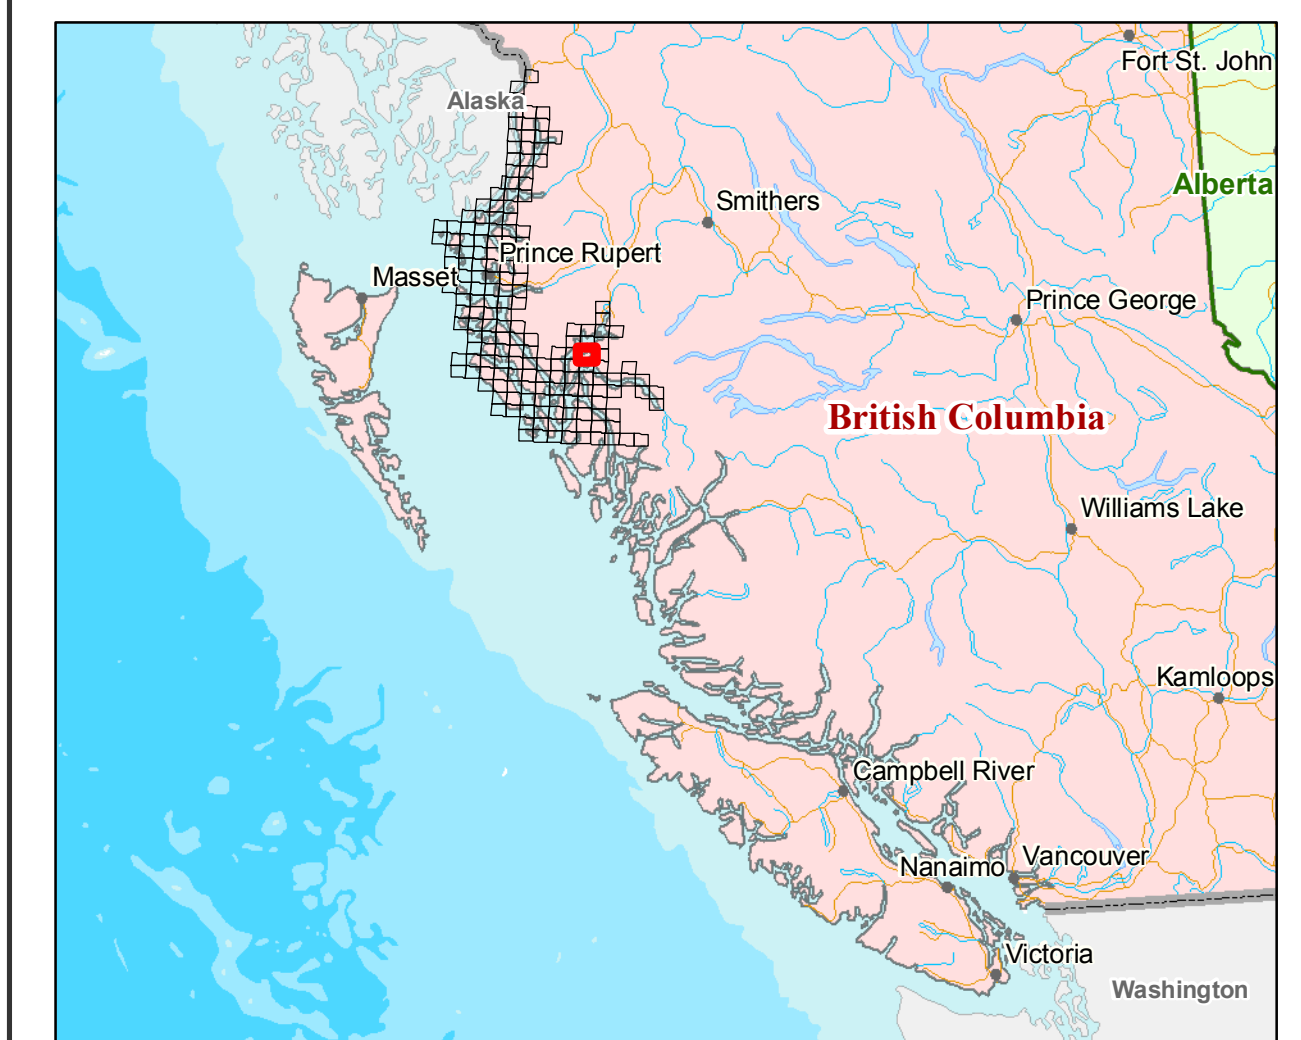 Fort St. John
Alaska
Alberta
Smithers
Prince Rupert
Masset
Prince George
British Columbia
Williams Lake
Kamloops
Campbell River
Vancouver
Nanaimo
Victoria
Washington